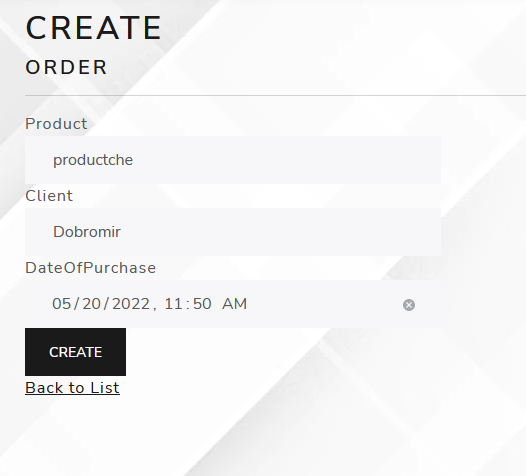 CREATE
ORDER
Product
productche
Client
Dobromir
DateOfPurchase
05/20/2022, 11:50 AM
CREATE
Back to List